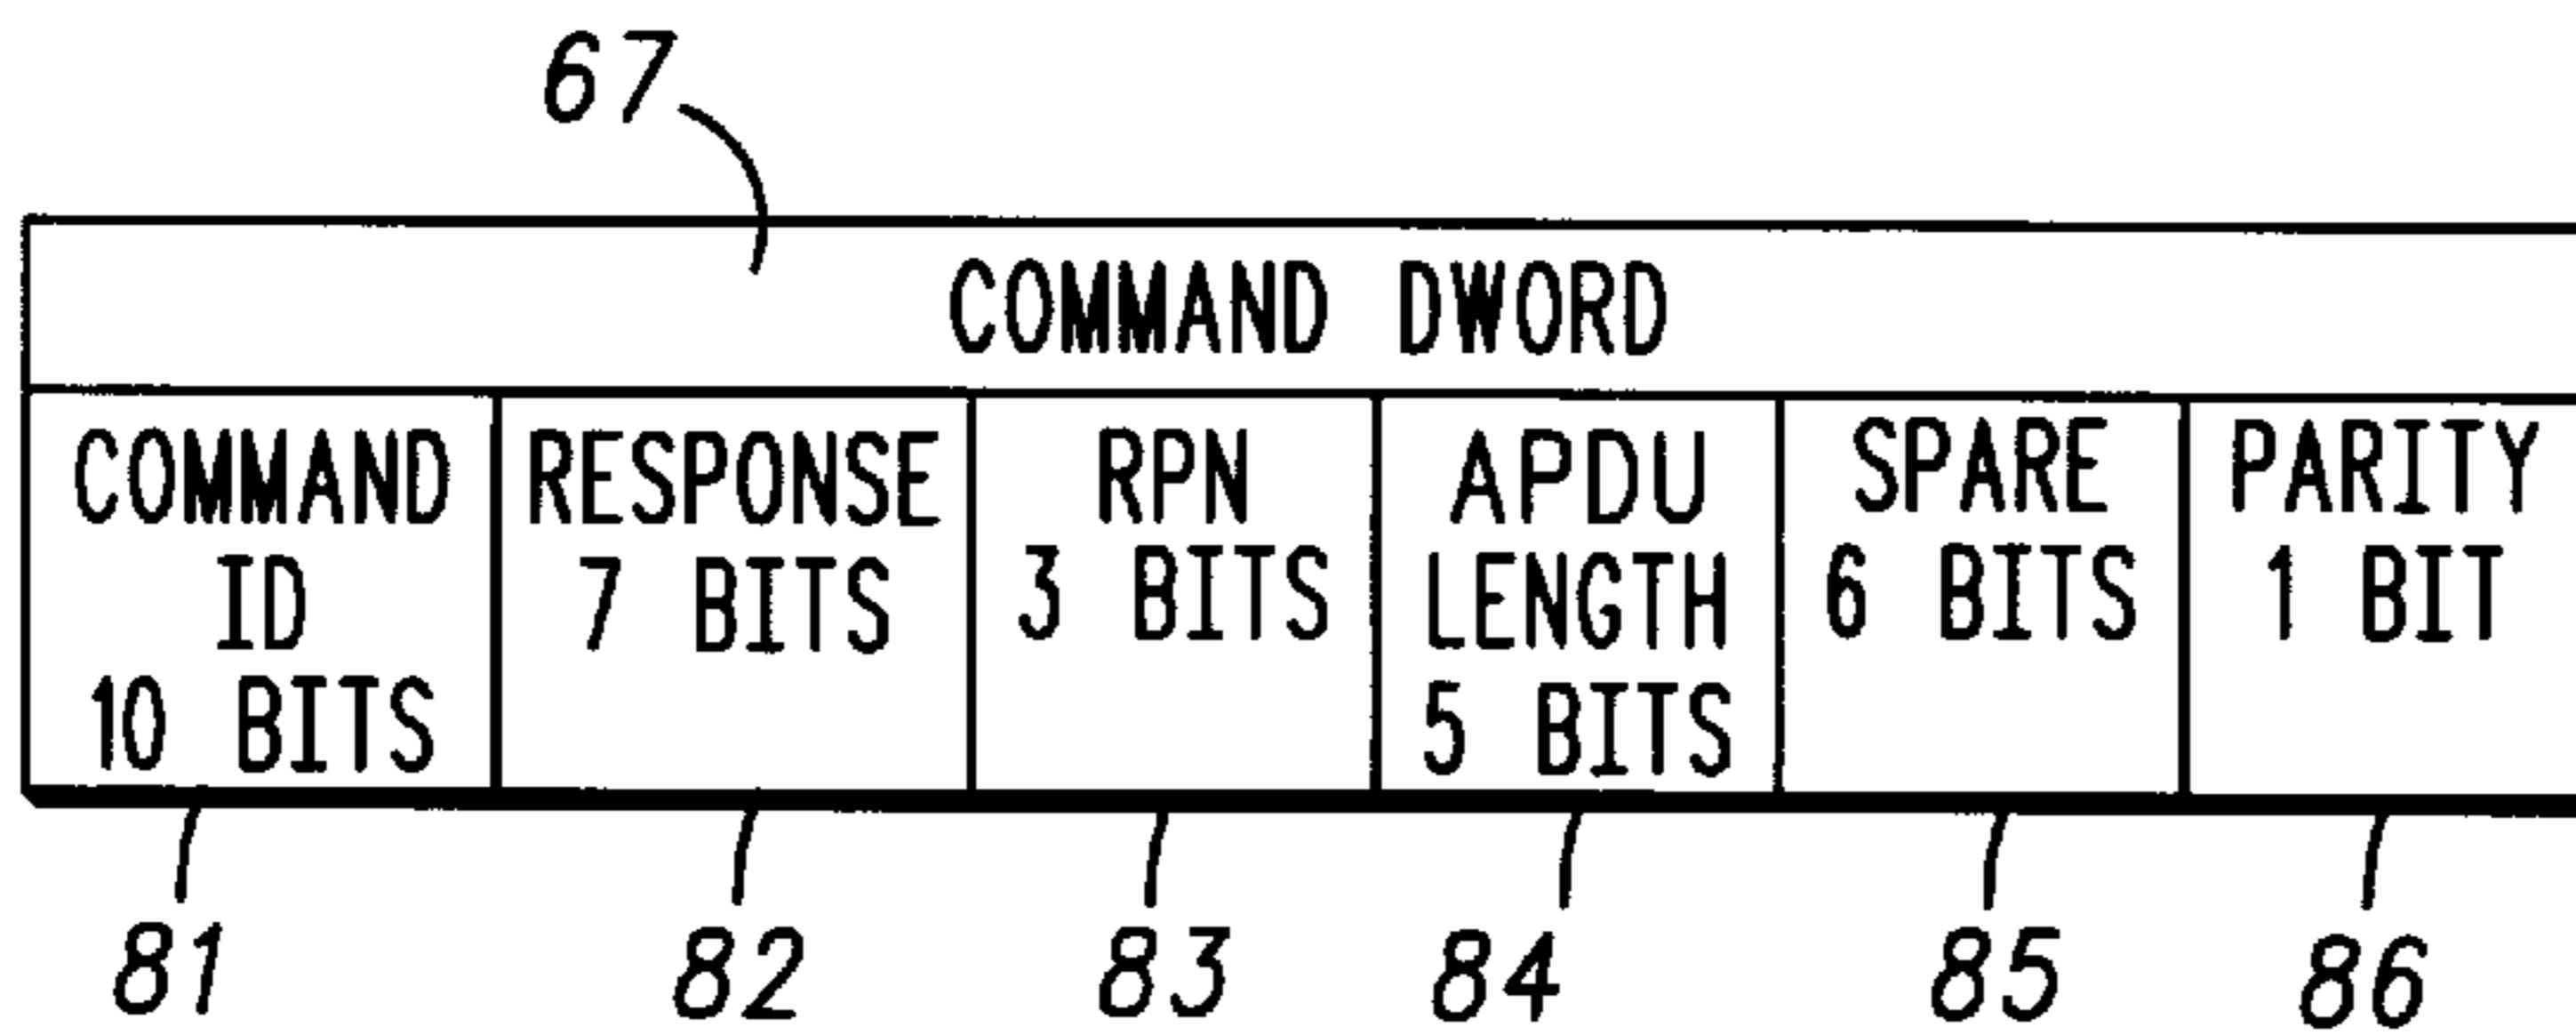 67
COMMAND DWORD
COMMAND
ID
10 BITS
RESPONSE
7 BITS
RPN
3 BITS
APDU
LENGTH
5 BITS
SPARE
6 BITS
PARITY
1 BIT
81
82
83
84
85
86